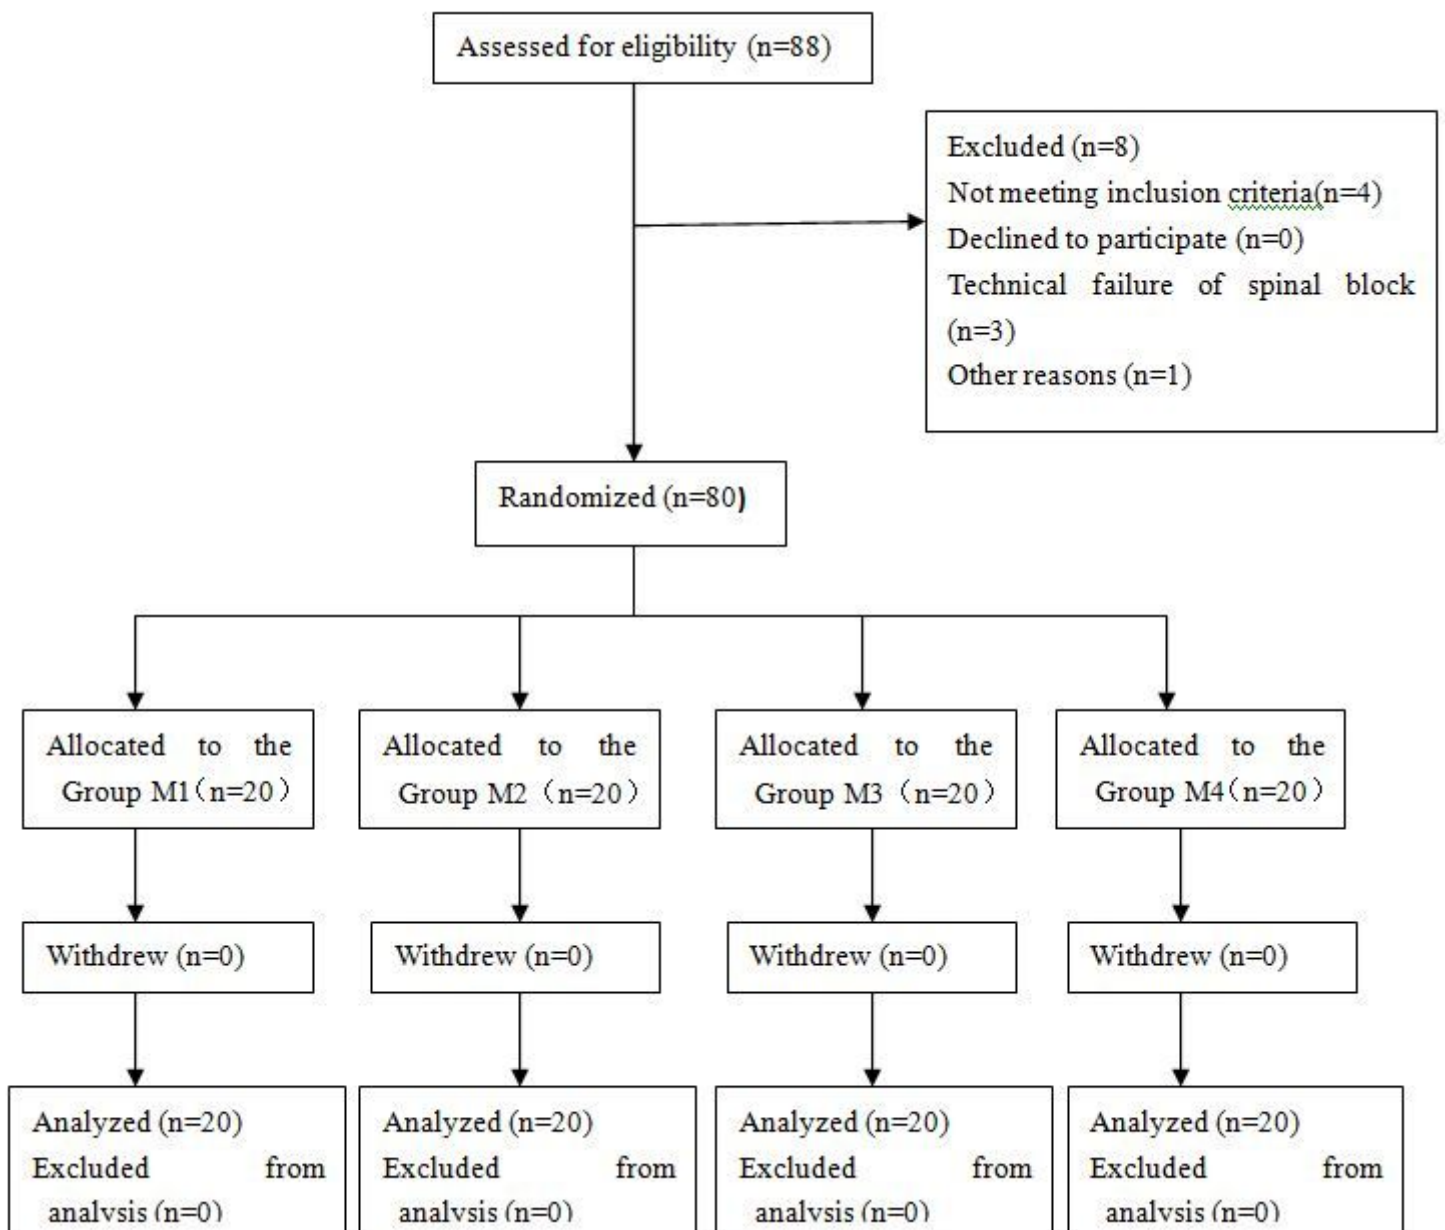 Assessed for eligibility (n=88)
Excluded (n=8)
Not meeting inclusion criteria(n=4)
Declined to participate (n=0)
Technical failure of spinal block
(n=3)
Other reasons (n=1)
Randomized (n=80)
Allocated to the
Group M1（n=20）
Allocated to the
Group M2（n=20）
Allocated to the
Group M3（n=20）
Allocated to the
Group M4（n=20）
Withdrew (n=0)
Withdrew (n=0)
Withdrew (n=0)
Withdrew (n=0)
Analyzed (n=20)
Excluded from
analysis (n=0)
Analyzed (n=20)
Excluded from
analysis (n=0)
Analyzed (n=20)
Excluded from
analysis (n=0)
Analyzed (n=20)
Excluded from
analysis (n=0)